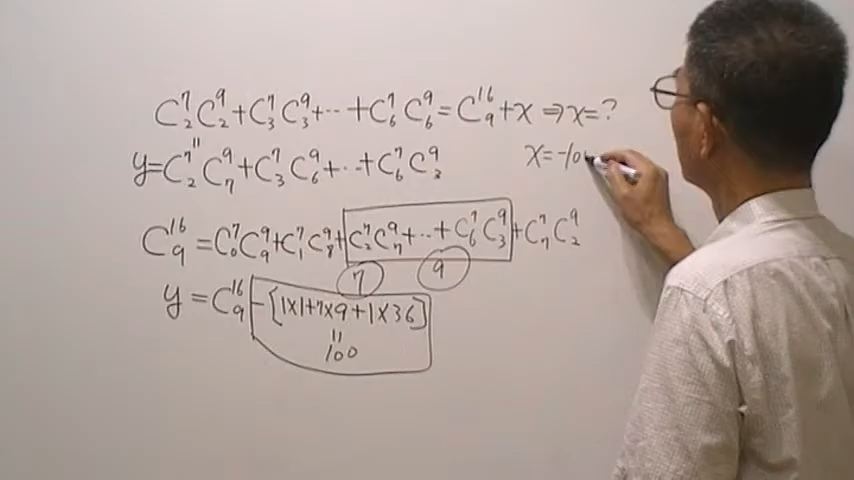 C⁷₂C⁹₂+C⁷₃C⁹₃+⋯+C⁷₆C⁹₆=C¹⁶₉+x ⇒x=?
x=-10
y=C⁷₂C⁹₇+C⁷₃C⁹₆+⋯+C⁷₆C⁹₃
C¹⁶₉=C⁷₀C⁹₉+C⁷₁C⁹₈+C⁷₂C⁹₇+⋯+C⁷₆C⁹₃+C⁷₇C⁹₂
7 9
y=C¹⁶₉-[1×1+7×9+1×36]
"
100